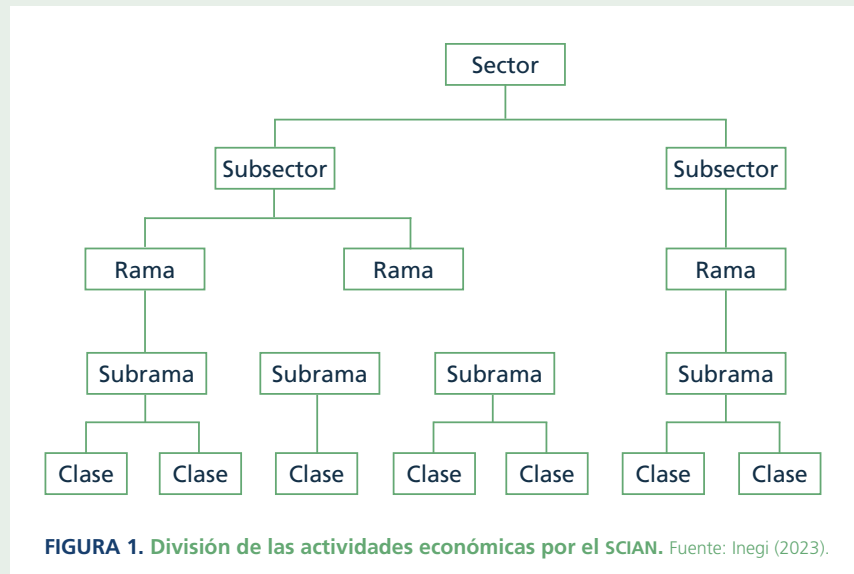 Sector
Subsector Subsector
Rama Rama Rama
Subrama Subrama Subrama Subrama
Clase Clase Clase Clase Clase Clase Clase
FIGURA 1. División de las actividades económicas por el SCIAN. Fuente: Inegi (2023).